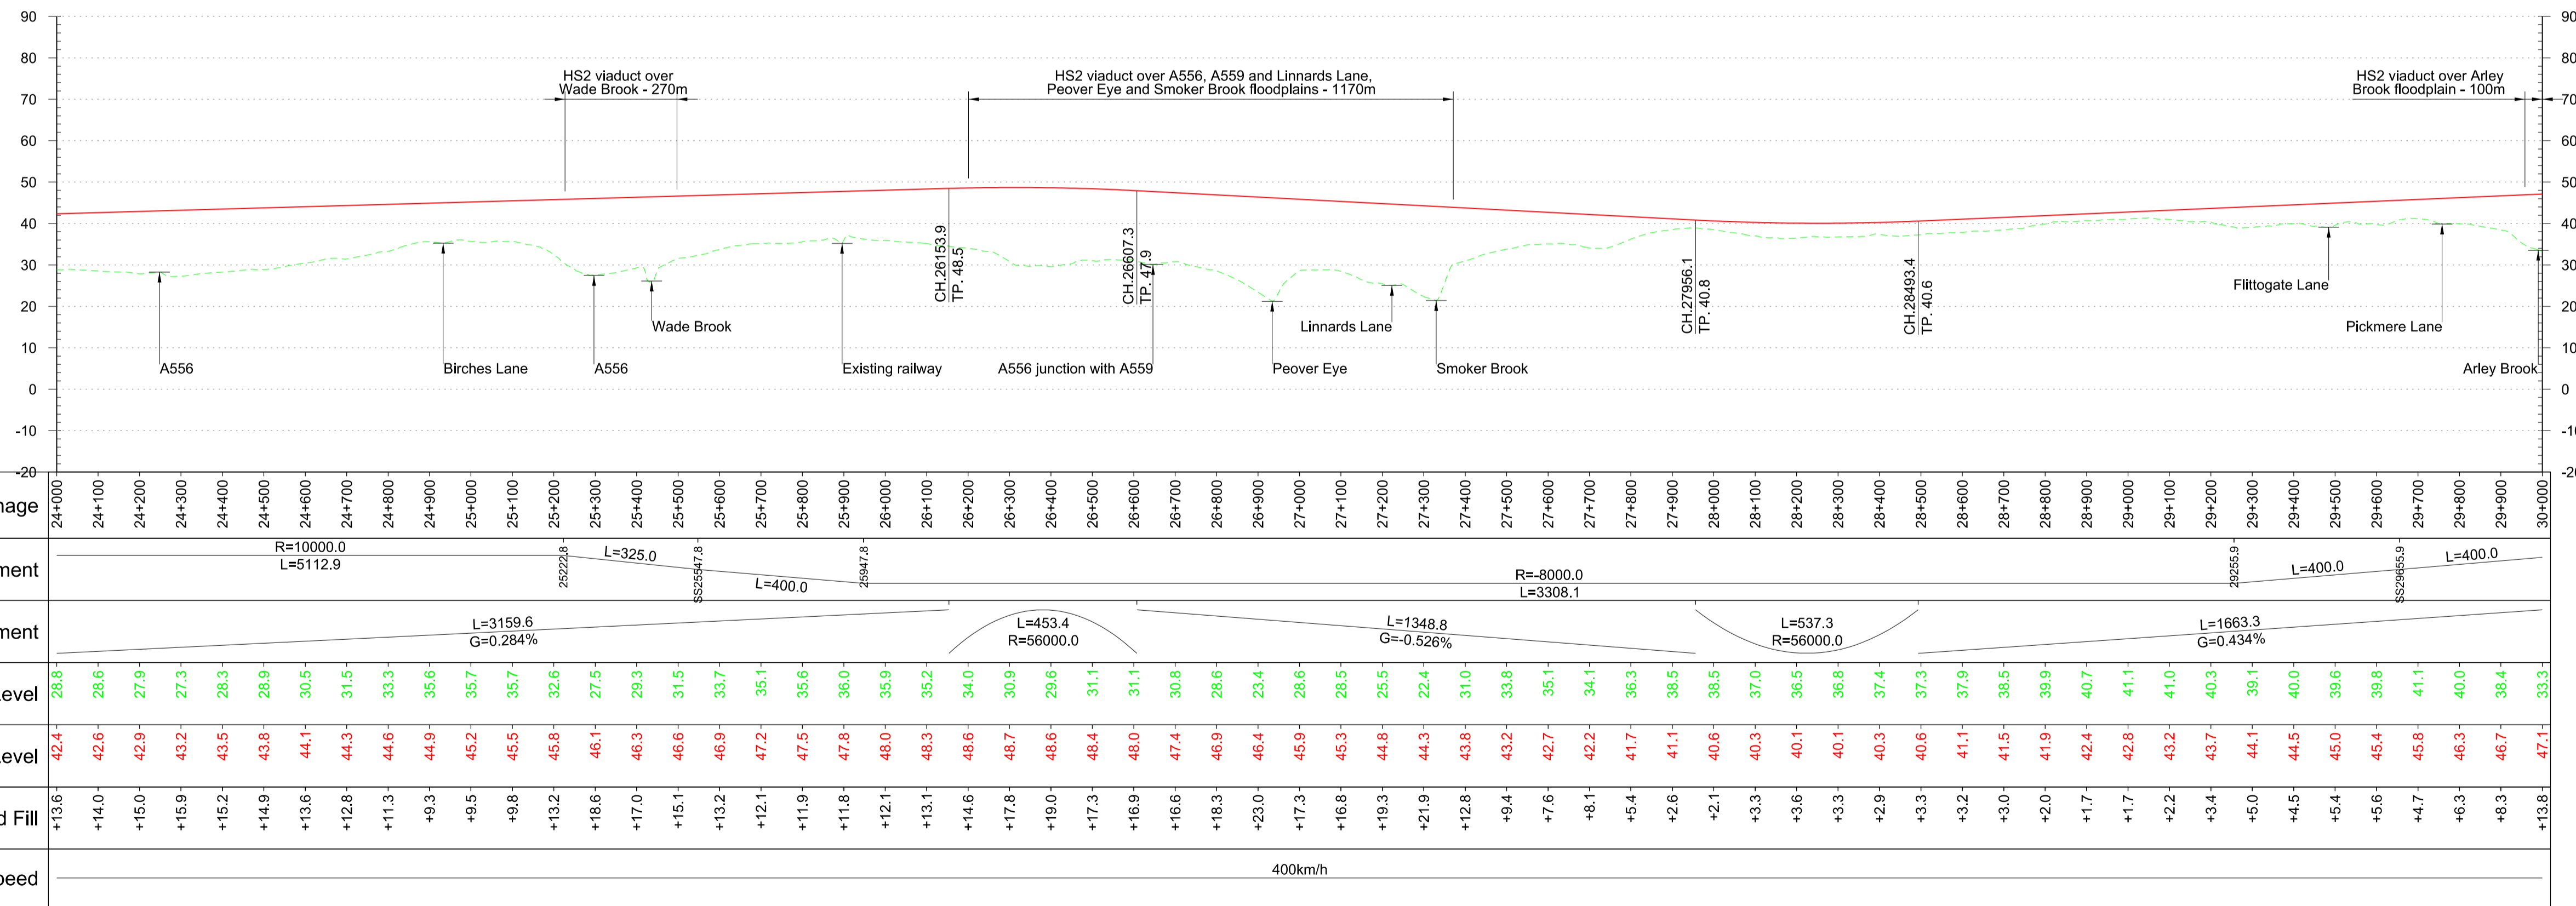 90
80
70
60
50
40
30
20
10
0
-10
-20
90
80
70
60
50
40
30
20
10
0
-10
-20
HS2 viaduct over
Wade Brook - 270m
HS2 viaduct over A556, A559 and Linnards Lane,
Peover Eye and Smoker Brook floodplains - 1170m
HS2 viaduct over Arley
Brook floodplain - 100m
CH.26153.9
TP. 48.5
CH.26607.3
TP. 47.9
CH.27956.1
TP. 40.8
CH.28493.4
TP. 40.6
Flittogate Lane
Wade Brook
Linnards Lane
Pickmere Lane
A556
Birches Lane
A556
Existing railway
A556 junction with A559
Peover Eye
Smoker Brook
Arley Brook
nage
24+000 24+100 24+200 24+300 24+400 24+500 24+600 24+700 24+800 24+900 25+000 25+100 25+200 25+300 25+400 25+500 25+600 25+700 25+800 25+900 26+000 26+100 26+200 26+300 26+400 26+500 26+600 26+700 26+800 26+900 27+000 27+100 27+200 27+300 27+400 27+500 27+600 27+700 27+800 27+900 28+000 28+100 28+200 28+300 28+400 28+500 28+600 28+700 28+800 28+900 29+000 29+100 29+200 29+300 29+400 29+500 29+600 29+700 29+800 29+900 30+000
ment
R=10000.0
L=5112.9
25222.8
L=325.0
SS25547.8
L=400.0
25947.8
R=-8000.0
L=3308.1
29255.9
L=400.0
SS29655.9
L=400.0
ment
L=3159.6
G=0.284%
L=453.4
R=56000.0
L=1348.8
G=-0.526%
L=537.3
R=56000.0
L=1663.3
G=0.434%
Level
28.8 28.6 27.9 27.3 28.3 28.9 30.5 31.5 33.3 35.6 35.7 35.7 32.6 27.5 29.3 31.5 33.7 35.1 35.6 36.0 35.9 35.2 34.0 30.9 29.6 31.1 31.1 30.8 28.6 23.4 28.6 28.5 25.5 22.4 31.0 33.8 35.1 34.1 36.3 38.5 38.5 37.0 36.5 36.8 37.4 37.3 37.9 38.5 39.9 40.7 41.1 41.0 40.3 39.1 40.0 39.6 39.8 41.1 40.0 38.4 33.3
Level
42.4 42.6 42.9 43.2 43.5 43.8 44.1 44.3 44.6 44.9 45.2 45.5 45.8 46.1 46.3 46.6 46.9 47.2 47.5 47.8 48.0 48.3 48.6 48.7 48.6 48.4 48.0 47.4 46.9 46.4 45.9 45.3 44.8 44.3 43.8 43.2 42.7 42.2 41.7 41.1 40.6 40.3 40.1 40.1 40.3 40.6 41.1 41.5 41.9 42.4 42.8 43.2 43.7 44.1 44.5 45.0 45.4 45.8 46.3 46.7 47.1
d Fill
+13.6 +14.0 +15.0 +15.9 +15.2 +14.9 +13.6 +12.8 +11.3 +9.3 +9.5 +9.8 +13.2 +18.6 +17.0 +15.1 +13.2 +12.1 +11.9 +11.8 +12.1 +13.1 +14.6 +17.8 +19.0 +17.3 +16.9 +16.6 +18.3 +23.0 +17.3 +16.8 +19.3 +21.9 +12.8 +9.4 +7.6 +8.1 +5.4 +2.6 +2.1 +3.3 +3.6 +3.3 +2.9 +3.3 +3.2 +3.0 +2.0 +1.7 +1.7 +2.2 +3.4 +5.0 +4.5 +5.4 +5.6 +4.7 +6.3 +8.3 +13.8
peed
400km/h